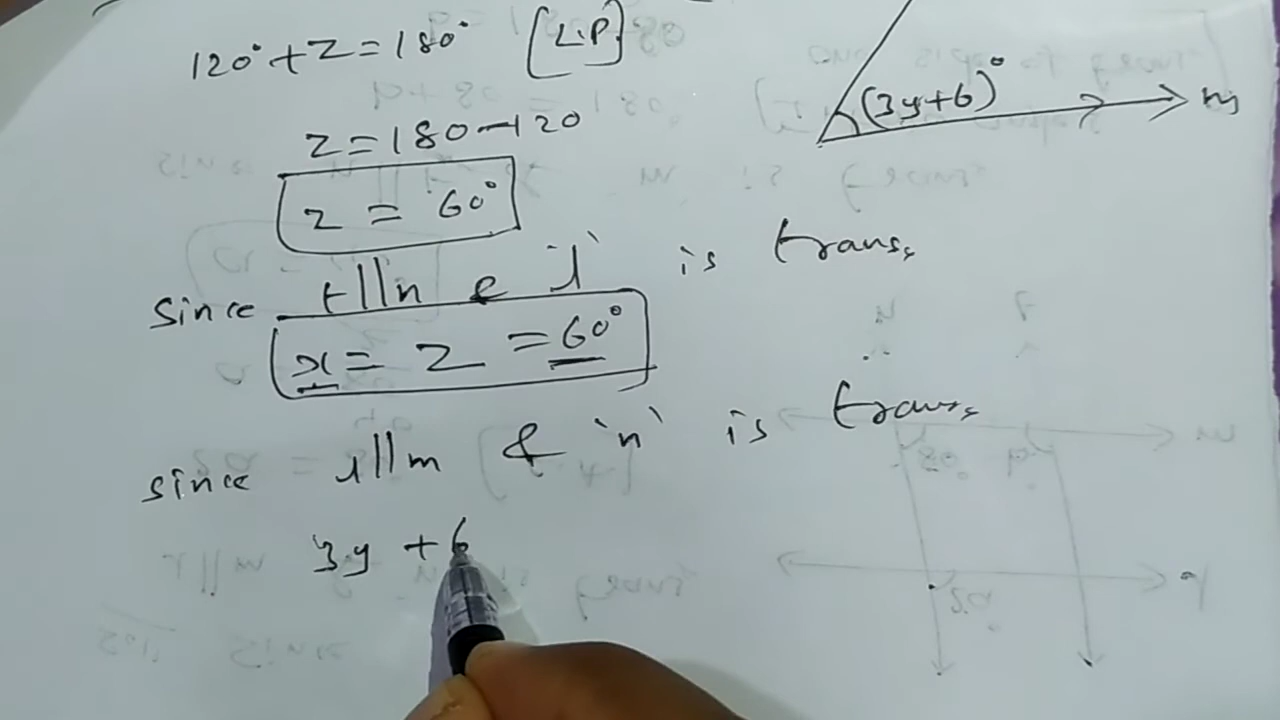 120° + z = 180° [L.P]
(3y+6)°
m
z = 180 - 120
z = 60°
since t||n & 'l' is trans,
x = z = 60°
since l||m & 'n' is trans,
3y + 6